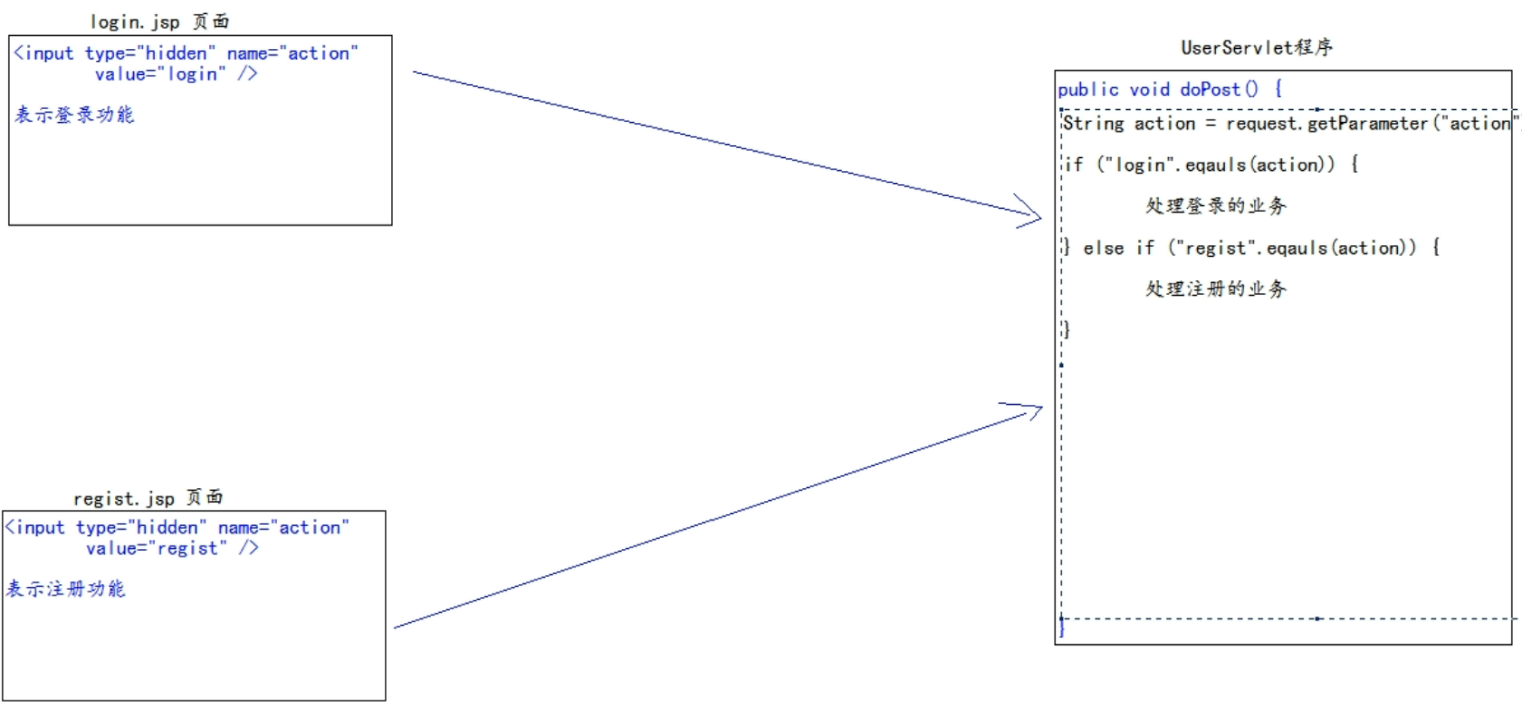 login.jsp 页面
<input type="hidden" name="action"
value="login" />
表示登录功能
regist.jsp 页面
<input type="hidden" name="action"
value="regist" />
表示注册功能
UserServlet程序
public void doPost() {
String action = request.getParameter("action"
if ("login".eqauls(action)) {
处理登录的业务
} else if ("regist".eqauls(action)) {
处理注册的业务
}
}